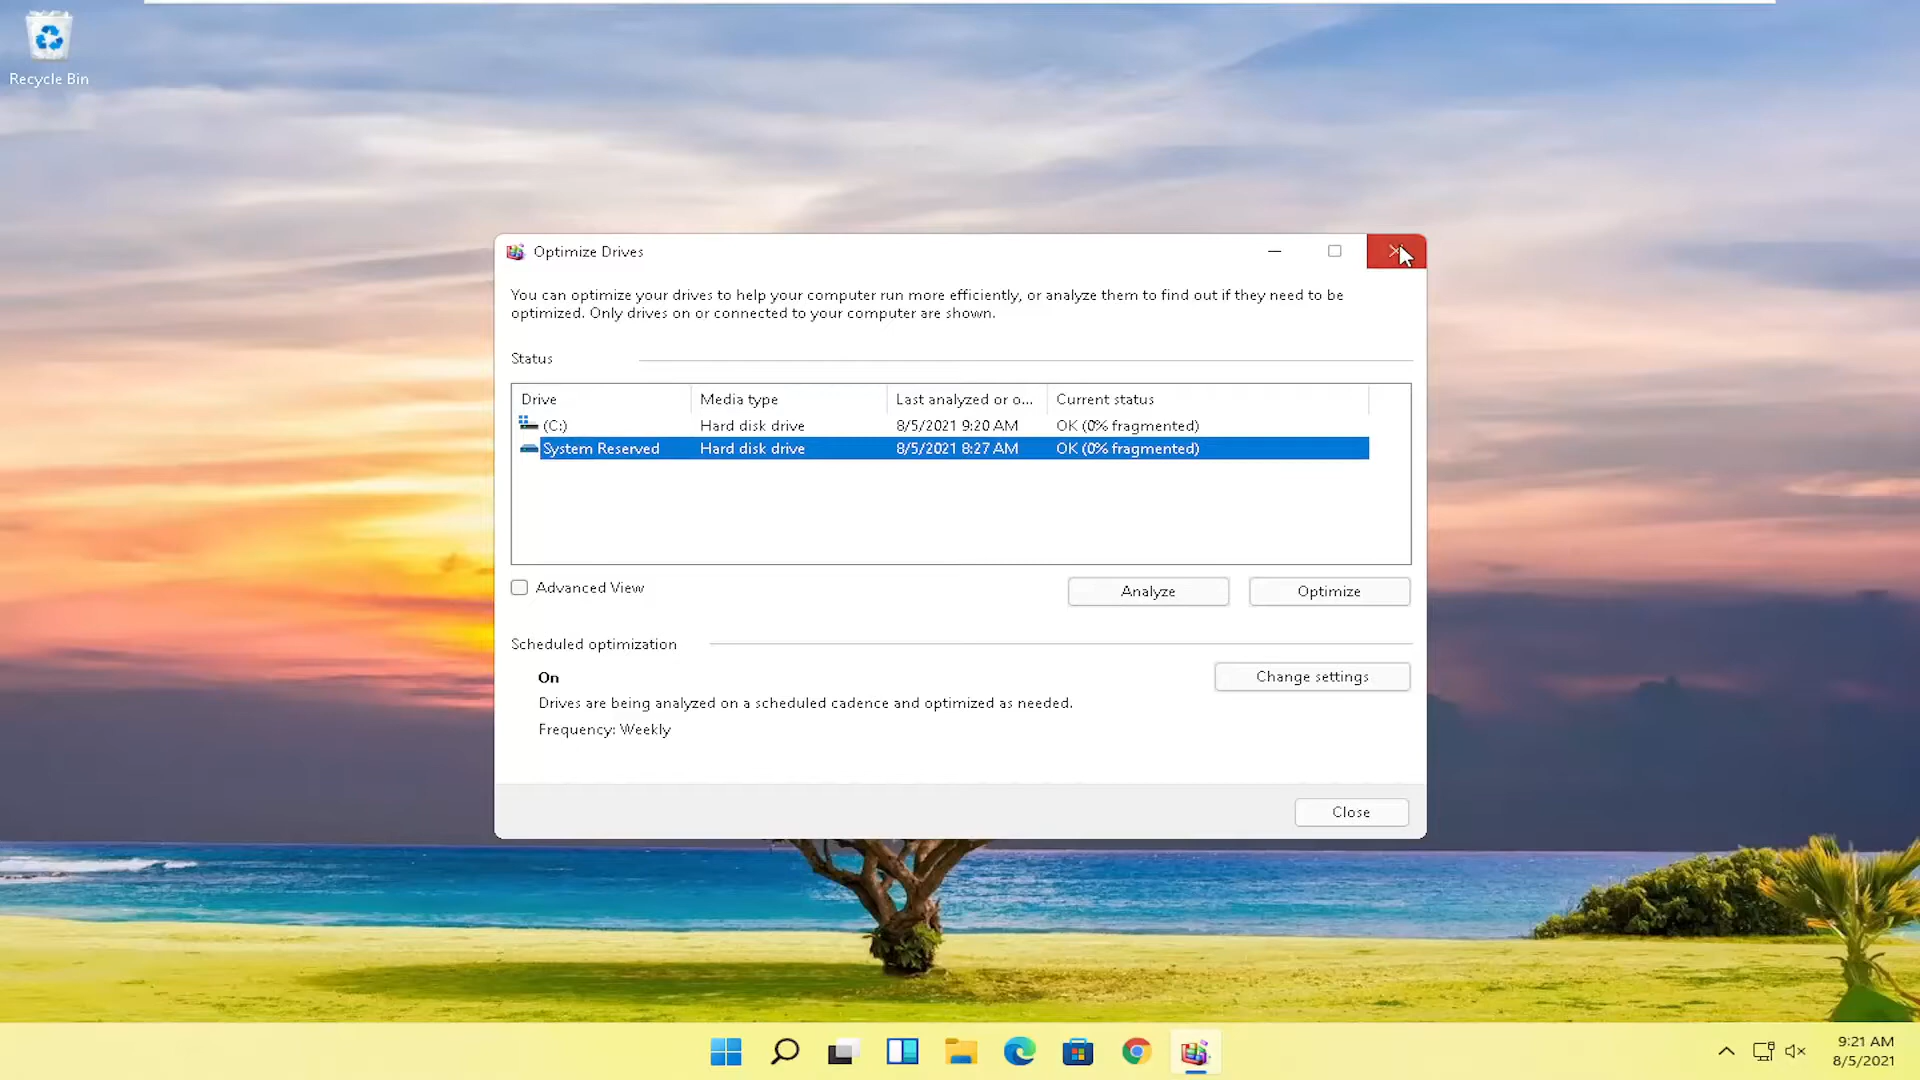 Recycle Bin
Optimize Drives
You can optimize your drives to help your computer run more efficiently, or analyze them to find out if they need to be
optimized. Only drives on or connected to your computer are shown.
Status
Drive Media type Last analyzed or o... Current status
(C:) Hard disk drive 8/5/2021 9:20 AM OK (0% fragmented)
System Reserved Hard disk drive 8/5/2021 8:27 AM OK (0% fragmented)
Advanced View Analyze Optimize
Scheduled optimization
On Change settings
Drives are being analyzed on a scheduled cadence and optimized as needed.
Frequency: Weekly
Close
9:21 AM
8/5/2021